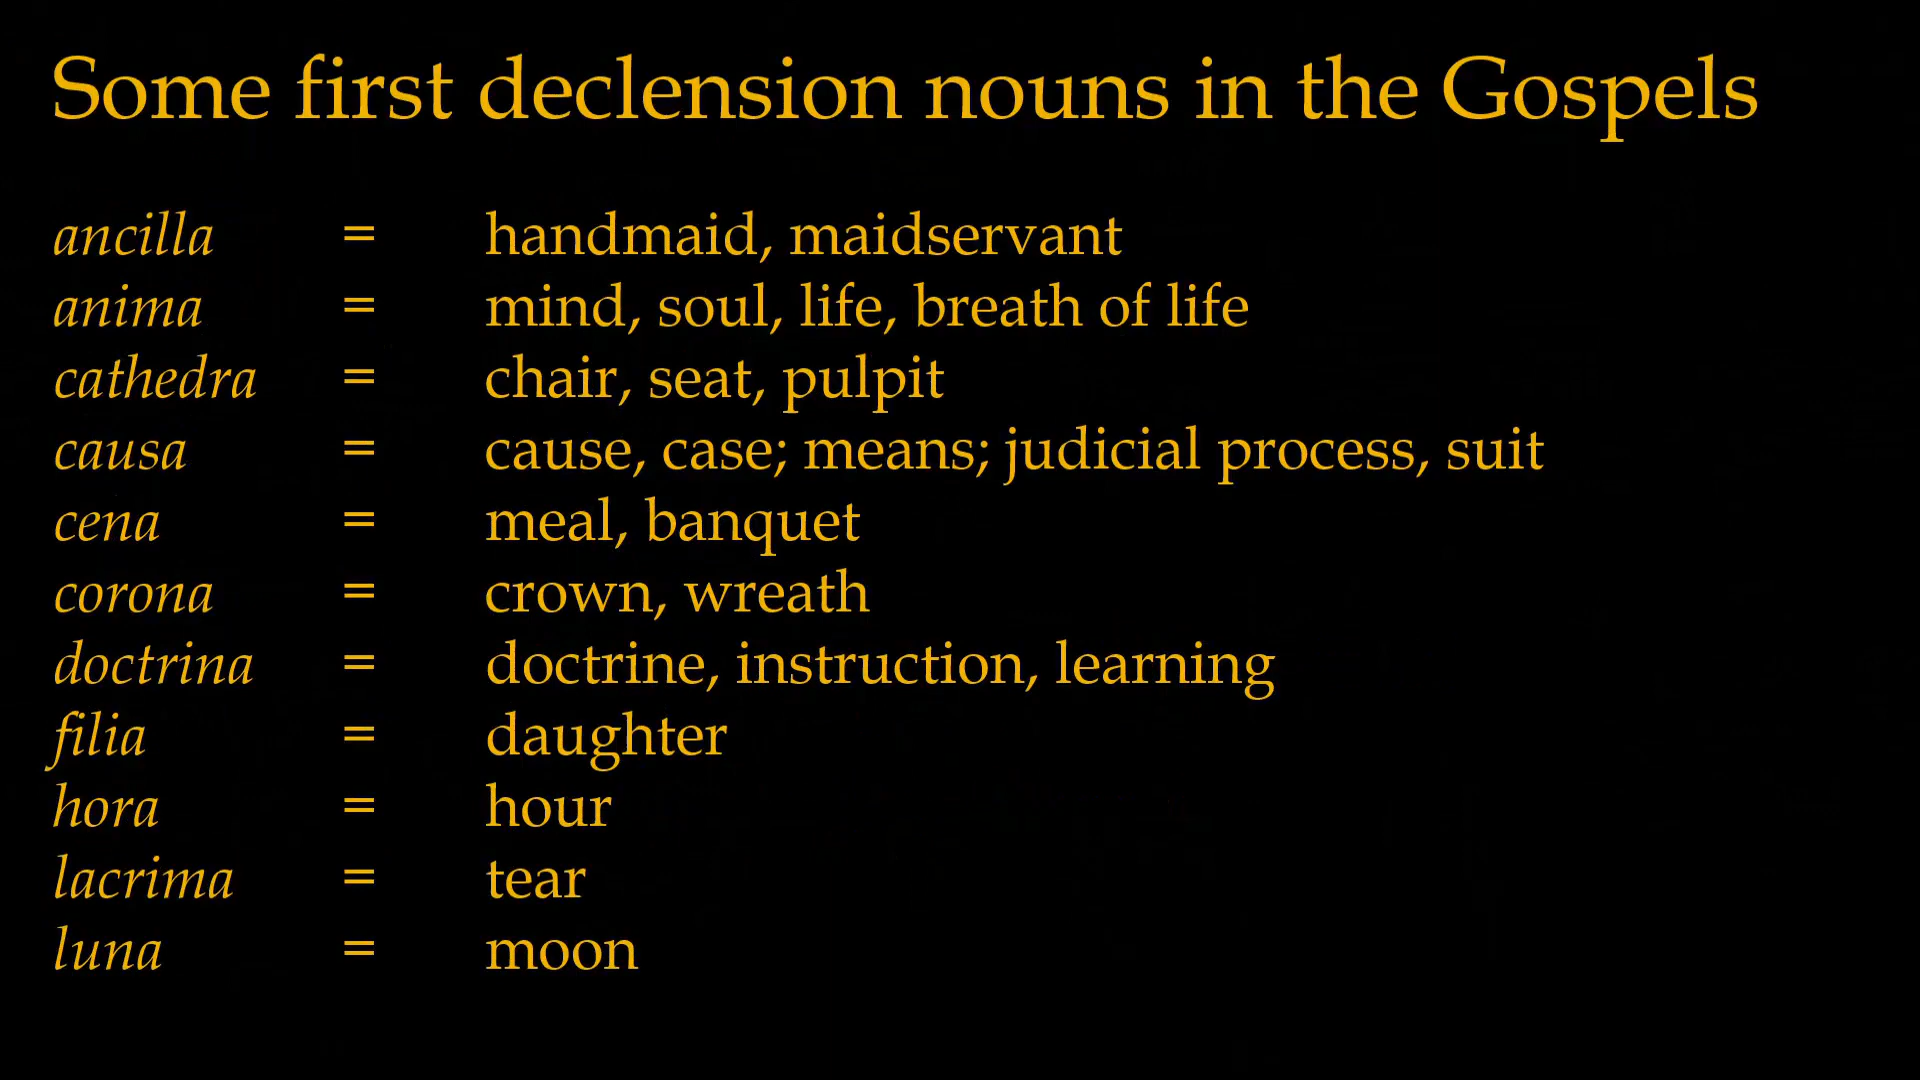 Some first declension nouns in the Gospels
ancilla = handmaid, maidservant
anima = mind, soul, life, breath of life
cathedra = chair, seat, pulpit
causa = cause, case; means; judicial process, suit
cena = meal, banquet
corona = crown, wreath
doctrina = doctrine, instruction, learning
filia = daughter
hora = hour
lacrima = tear
luna = moon